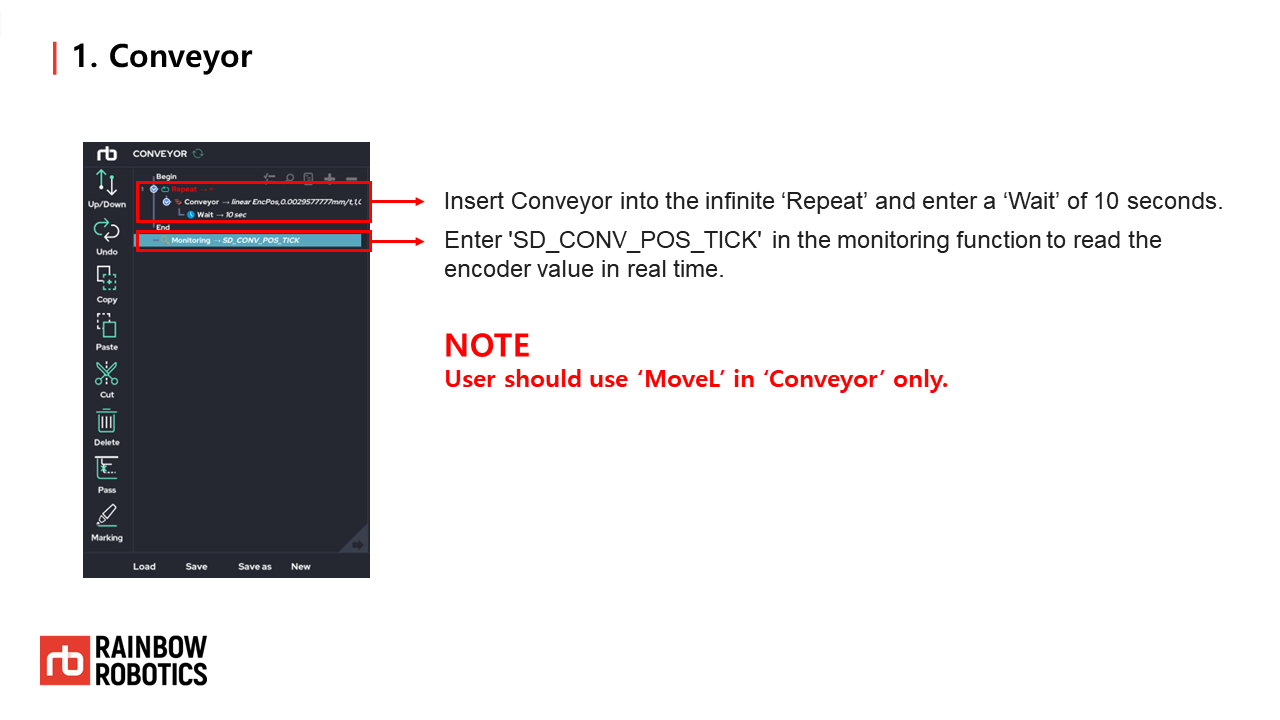 1. Conveyor
rb CONVEYOR
Begin
1 Repeat → ∞
Conveyor → linear EncPos,0.0029577777mm/t,1,(
Wait → 10 sec
End
Monitoring → SD_CONV_POS_TICK
Up/Down
Undo
Copy
Paste
Cut
Delete
Pass
Marking
Load Save Save as New
Insert Conveyor into the infinite ‘Repeat’ and enter a ‘Wait’ of 10 seconds.
Enter 'SD_CONV_POS_TICK' in the monitoring function to read the
encoder value in real time.
NOTE
User should use ‘MoveL’ in ‘Conveyor’ only.
rb RAINBOW
ROBOTICS